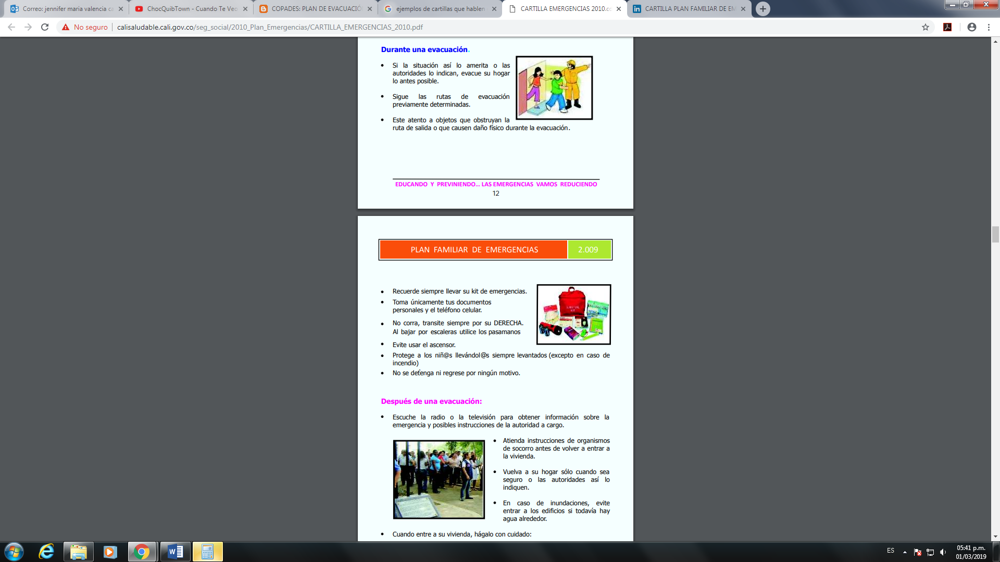 Correo: jennifer maria valencia ca
ChocQuibTown - Cuando Te Veo
COPADES: PLAN DE EVACUACIÓN
ejemplos de cartillas que hablen
CARTILLA EMERGENCIAS 2010.cc
CARTILLA PLAN FAMILIAR DE EM
No seguro
calisaludable.cali.gov.co/seg_social/2010_Plan_Emergencias/CARTILLA_EMERGENCIAS_2010.pdf
Durante una evacuación.
• Si la situación así lo amerita o las
autoridades lo indican, evacue su hogar
lo antes posible.
• Sigue las rutas de evacuación
previamente determinadas.
• Este atento a objetos que obstruyan la
ruta de salida o que causen daño físico durante la evacuación.
EDUCANDO Y PREVINIENDO... LAS EMERGENCIAS VAMOS REDUCIENDO
12
PLAN FAMILIAR DE EMERGENCIAS 2.009
• Recuerde siempre llevar su kit de emergencias.
• Toma únicamente tus documentos
personales y el teléfono celular.
• No corra, transite siempre por su DERECHA.
Al bajar por escaleras utilice los pasamanos
• Evite usar el ascensor.
• Protege a los niñ@s llevándol@s siempre levantados (excepto en caso de
incendio)
• No se detenga ni regrese por ningún motivo.
SURVIVAL
KIT
Después de una evacuación:
• Escuche la radio o la televisión para obtener información sobre la
emergencia y posibles instrucciones de la autoridad a cargo.
• Atienda instrucciones de organismos
de socorro antes de volver a entrar a
la vivienda.
• Vuelva a su hogar sólo cuando sea
seguro o las autoridades así lo
indiquen.
• En caso de inundaciones, evite
entrar a los edificios si todavía hay
agua alrededor.
• Cuando entre a su vivienda, hágalo con cuidado:
ES
05:41 p.m.
01/03/2019